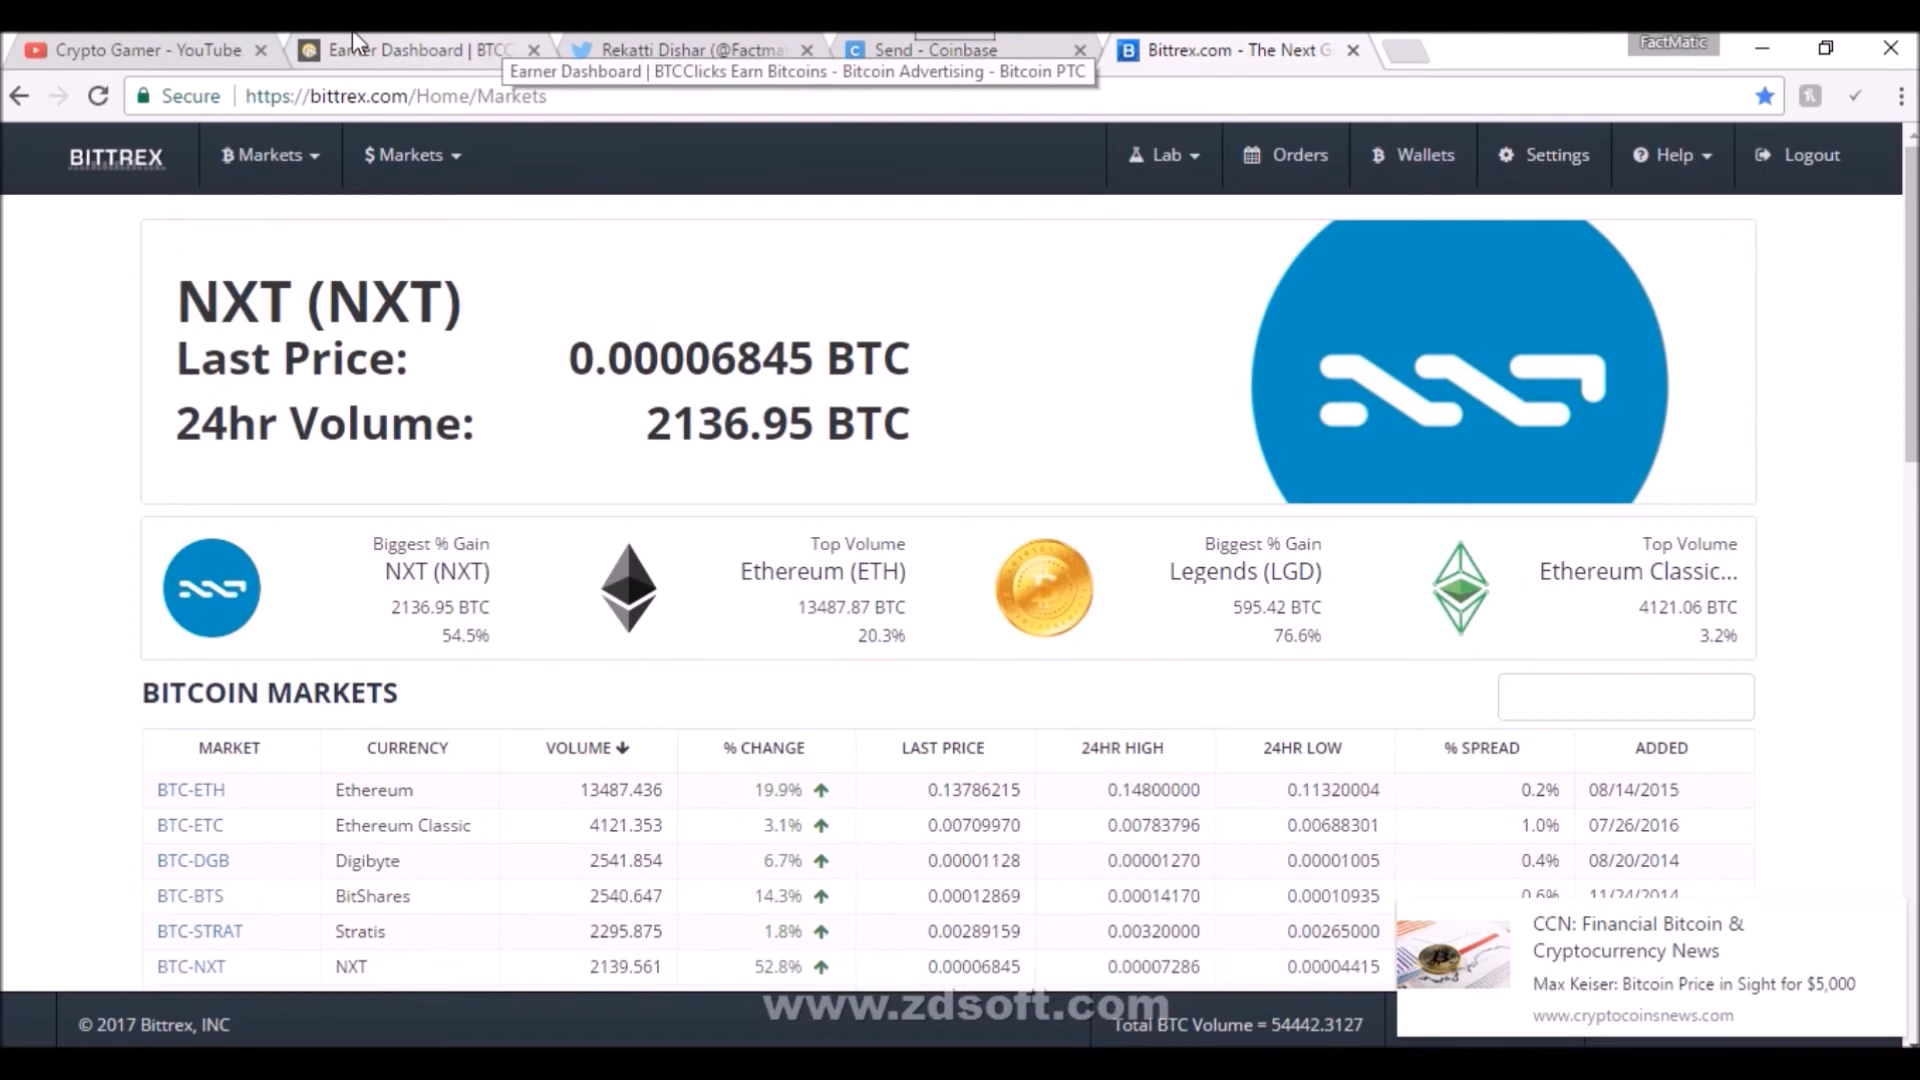 Crypto Gamer - YouTube
Earner Dashboard | BTCC
Rekatti Dishar (@Factma
Send - Coinbase
Bittrex.com - The Next G
FactMatic
Earner Dashboard | BTCClicks Earn Bitcoins - Bitcoin Advertising - Bitcoin PTC
Secure https://bittrex.com/Home/Markets
BITTREX Markets $ Markets Lab Orders Wallets Settings Help Logout
NXT (NXT)
Last Price: 0.00006845 BTC
24hr Volume: 2136.95 BTC
Biggest % Gain
NXT (NXT)
2136.95 BTC
54.5%
Top Volume
Ethereum (ETH)
13487.87 BTC
20.3%
Biggest % Gain
Legends (LGD)
595.42 BTC
76.6%
Top Volume
Ethereum Classic...
4121.06 BTC
3.2%
BITCOIN MARKETS
MARKET CURRENCY VOLUME % CHANGE LAST PRICE 24HR HIGH 24HR LOW % SPREAD ADDED
BTC-ETH Ethereum 13487.436 19.9% 0.13786215 0.14800000 0.11320004 0.2% 08/14/2015
BTC-ETC Ethereum Classic 4121.353 3.1% 0.00709970 0.00783796 0.00688301 1.0% 07/26/2016
BTC-DGB Digibyte 2541.854 6.7% 0.00001128 0.00001270 0.00001005 0.4% 08/20/2014
BTC-BTS BitShares 2540.647 14.3% 0.00012869 0.00014170 0.00010935 0.6% 11/24/2014
BTC-STRAT Stratis 2295.875 1.8% 0.00289159 0.00320000 0.00265000
BTC-NXT NXT 2139.561 52.8% 0.00006845 0.00007286 0.00004415
CCN: Financial Bitcoin &
Cryptocurrency News
Max Keiser: Bitcoin Price in Sight for $5,000
www.cryptocoinsnews.com
www.zdsoft.com
© 2017 Bittrex, INC
Total BTC Volume = 54442.3127